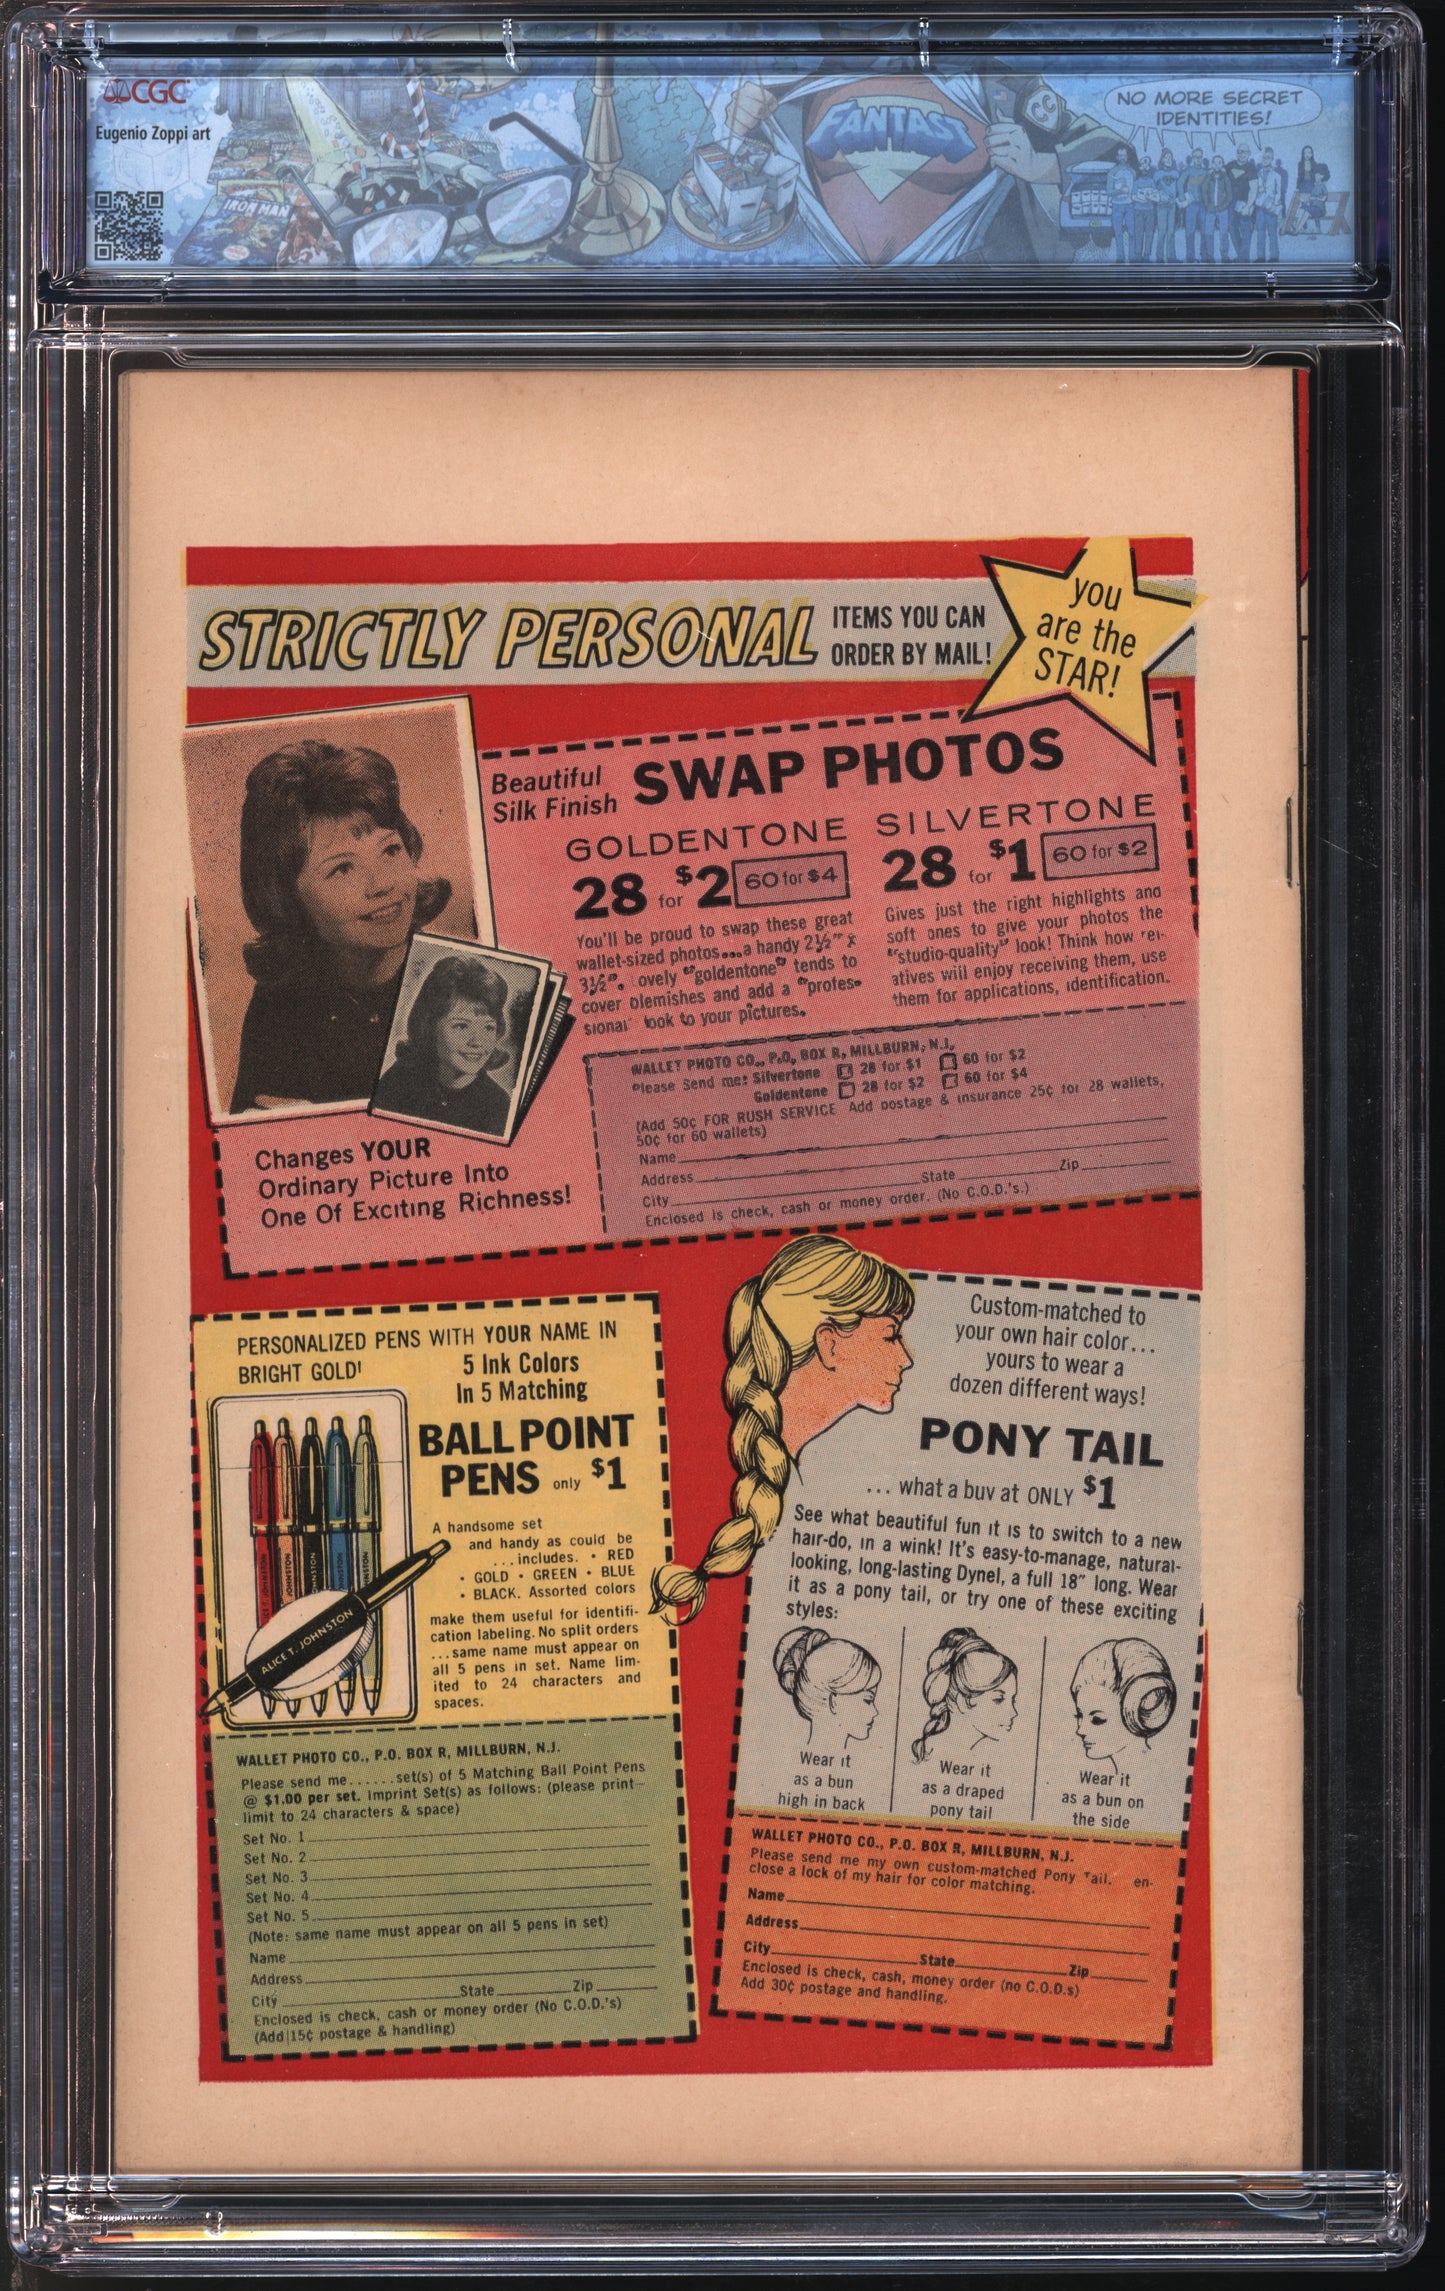 CGC
Eugenio Zoppi art
IRON MAN
FANTAST
CC
NO MORE SECRET
IDENTITIES!
STRICTLY PERSONAL
ITEMS YOU CAN
ORDER BY MAIL!
you
are the
STAR!
Beautiful
Silk Finish
SWAP PHOTOS
GOLDENTONE
28 for $2 60 for $4
You'll be proud to swap these great
wallet-sized photos...a handy 2½" x
3½". ovely "goldentone" tends to
cover blemishes and add a "profes-
sional" look to your pictures.
SILVERTONE
28 for $1 60 for $2
Gives just the right highlights and
soft ones to give your photos the
"studio-quality" look! Think how rel-
atives will enjoy receiving them, use
them for applications, identification.
WALLET PHOTO CO., P.O. BOX R, MILLBURN, N.J.
Please Send me: Silvertone 28 for $1 60 for $2
Goldentone 28 for $2 60 for $4
(Add 50¢ FOR RUSH SERVICE Add postage & insurance 25¢ for 28 wallets,
50¢ for 60 wallets)
Name
Address
City State Zip
Enclosed is check, cash or money order. (No C.O.D.'s.)
Changes YOUR
Ordinary Picture Into
One Of Exciting Richness!
PERSONALIZED PENS WITH YOUR NAME IN
BRIGHT GOLD!
5 Ink Colors
In 5 Matching
BALL POINT
PENS only $1
A handsome set
and handy as could be
...includes. • RED
• GOLD • GREEN • BLUE
• BLACK. Assorted colors
make them useful for identifi-
cation labeling. No split orders
...same name must appear on
all 5 pens in set. Name lim-
ited to 24 characters and
spaces.
ALICE T. JOHNSTON
WALLET PHOTO CO., P.O. BOX R, MILLBURN, N.J.
Please send me......set(s) of 5 Matching Ball Point Pens
@ $1.00 per set. Imprint Set(s) as follows: (please print—
limit to 24 characters & space)
Set No. 1
Set No. 2
Set No. 3
Set No. 4
Set No. 5
(Note: same name must appear on all 5 pens in set)
Name
Address
City State Zip
Enclosed is check, cash or money order (No C.O.D.'s)
(Add 15¢ postage & handling)
Custom-matched to
your own hair color...
yours to wear a
dozen different ways!
PONY TAIL
...what a buy at ONLY $1
See what beautiful fun it is to switch to a new
hair-do, in a wink! It's easy-to-manage, natural-
looking, long-lasting Dynel, a full 18" long. Wear
it as a pony tail, or try one of these exciting
styles:
Wear it
as a bun
high in back
Wear it
as a draped
pony tail
Wear it
as a bun on
the side
WALLET PHOTO CO., P.O. BOX R, MILLBURN, N.J.
Please send me my own custom-matched Pony Tail. en-
close a lock of my hair for color matching.
Name
Address
City State Zip
Enclosed is check, cash, money order (no C.O.D.s)
Add 30¢ postage and handling.